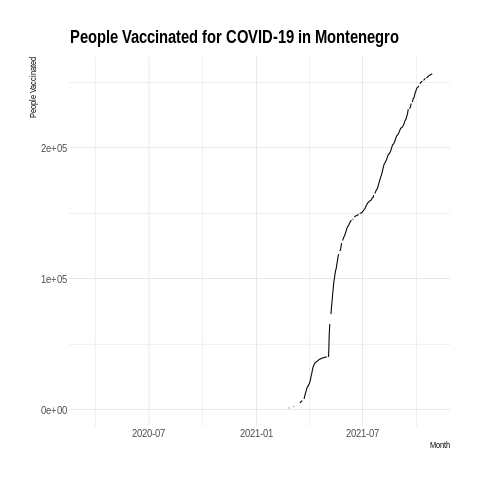 People Vaccinated for COVID-19 in Montenegro
People Vaccinated
2e+05
1e+05
0e+00
2020-07
2021-01
2021-07
Month